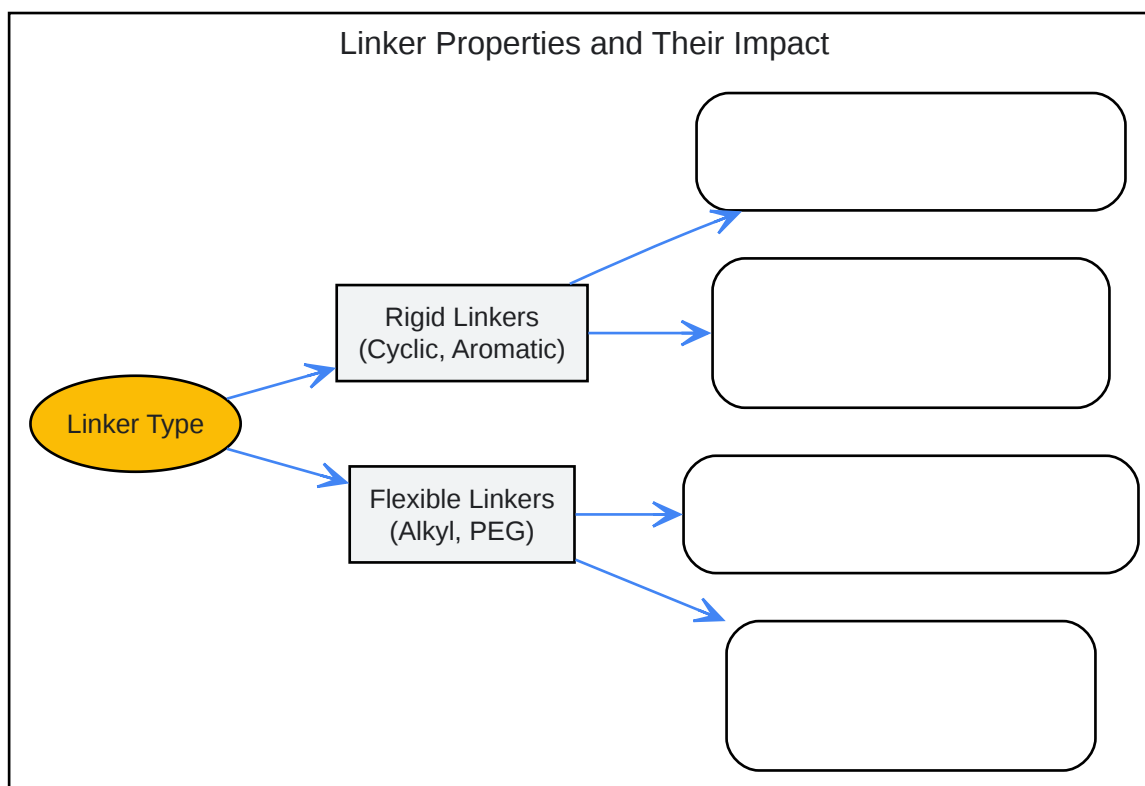 Linker Properties and Their Impact
Rigid Linkers
(Cyclic, Aromatic)
Linker Type
Flexible Linkers
(Alkyl, PEG)